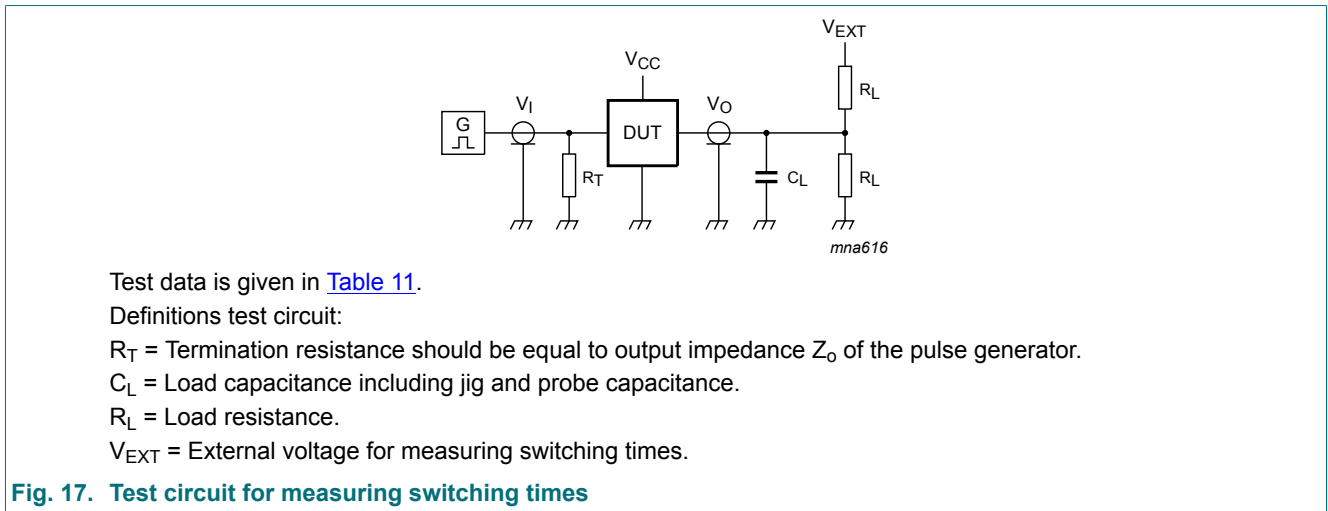 VEXT
VCC
RL
VI
VO
G
DUT
RT
CL
RL
mna616
Test data is given in Table 11.
Definitions test circuit:
RT = Termination resistance should be equal to output impedance Zo of the pulse generator.
CL = Load capacitance including jig and probe capacitance.
RL = Load resistance.
VEXT = External voltage for measuring switching times.
Fig. 17. Test circuit for measuring switching times